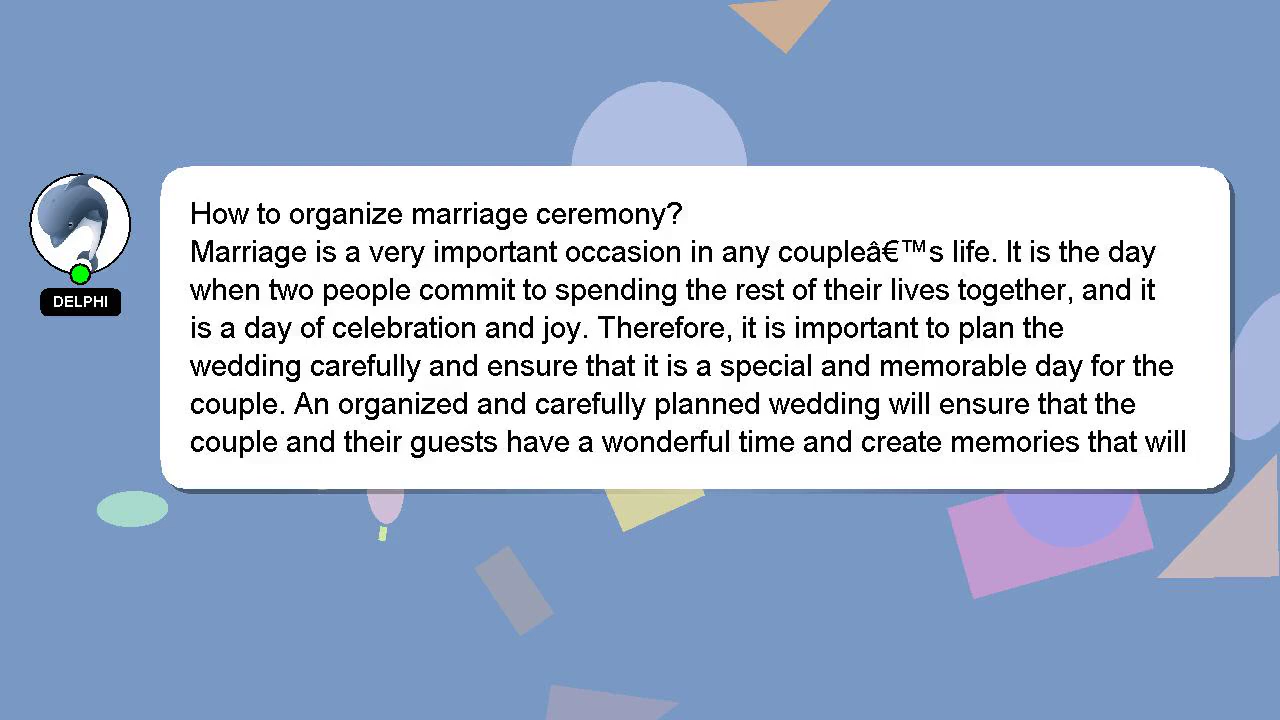 How to organize marriage ceremony?
Marriage is a very important occasion in any coupleâ€™s life. It is the day
when two people commit to spending the rest of their lives together, and it
is a day of celebration and joy. Therefore, it is important to plan the
wedding carefully and ensure that it is a special and memorable day for the
couple. An organized and carefully planned wedding will ensure that the
couple and their guests have a wonderful time and create memories that will
DELPHI